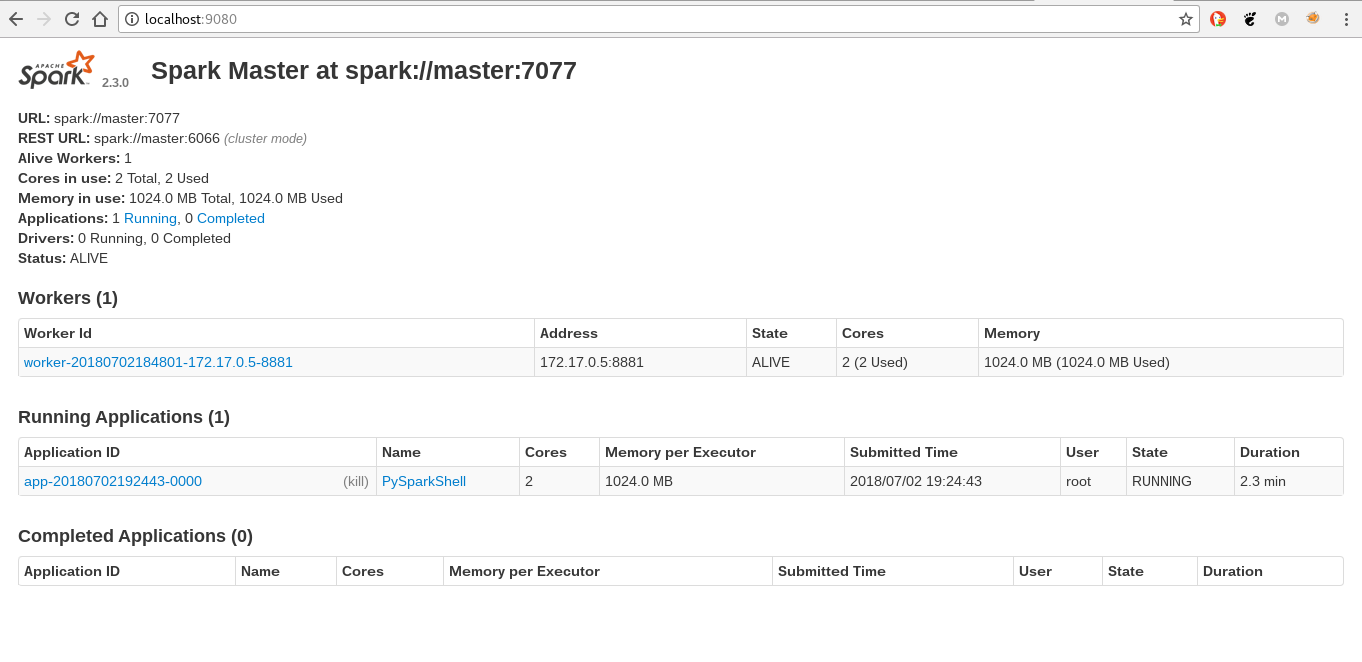 localhost:9080
APACHE
Spark 2.3.0 Spark Master at spark://master:7077
URL: spark://master:7077
REST URL: spark://master:6066 (cluster mode)
Alive Workers: 1
Cores in use: 2 Total, 2 Used
Memory in use: 1024.0 MB Total, 1024.0 MB Used
Applications: 1 Running, 0 Completed
Drivers: 0 Running, 0 Completed
Status: ALIVE
Workers (1)
Worker Id Address State Cores Memory
worker-20180702184801-172.17.0.5-8881 172.17.0.5:8881 ALIVE 2 (2 Used) 1024.0 MB (1024.0 MB Used)
Running Applications (1)
Application ID Name Cores Memory per Executor Submitted Time User State Duration
app-20180702192443-0000 (kill) PySparkShell 2 1024.0 MB 2018/07/02 19:24:43 root RUNNING 2.3 min
Completed Applications (0)
Application ID Name Cores Memory per Executor Submitted Time User State Duration